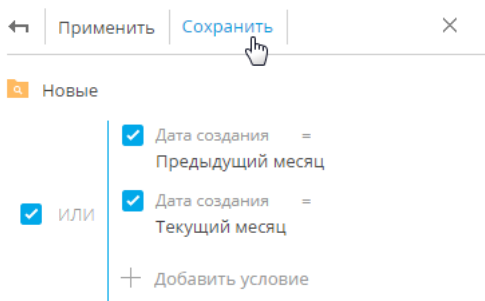 Применить Сохранить
Новые
Дата создания =
Предыдущий месяц
ИЛИ
Дата создания =
Текущий месяц
Добавить условие